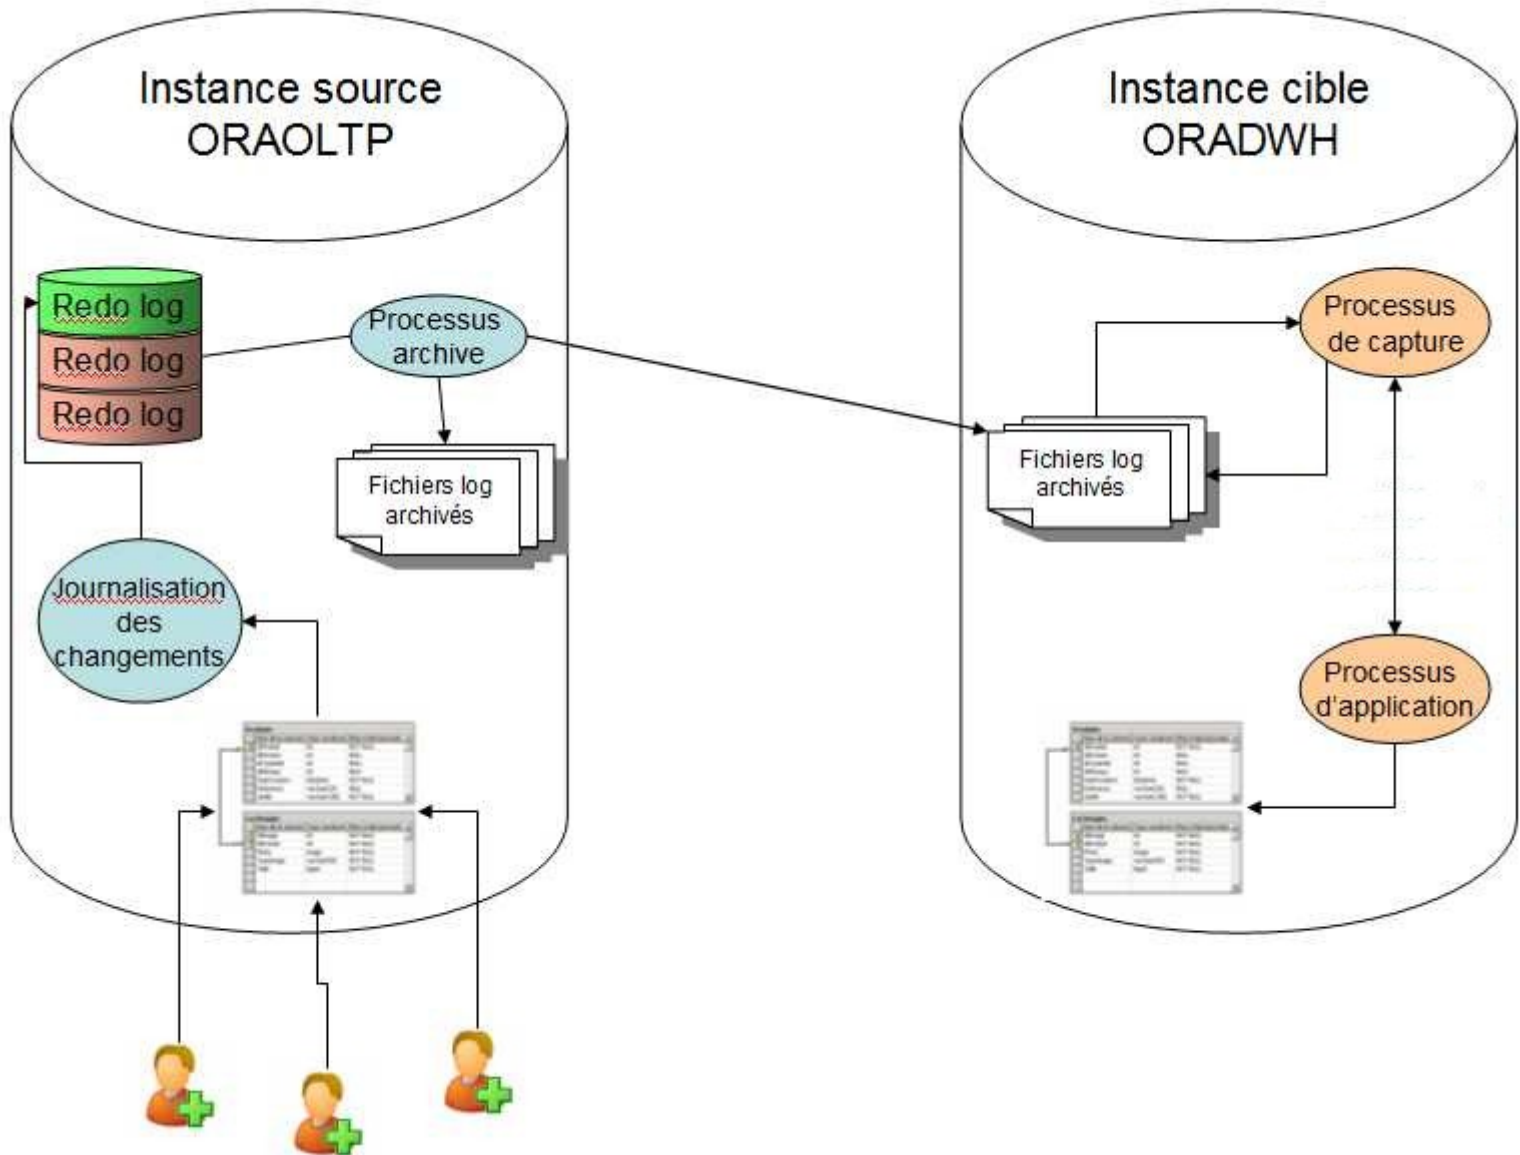 Instance source
ORAOLTP
Instance cible
ORADWH
Redo log
Redo log
Redo log
Processus
archive
Fichiers log
archivés
Journalisation
des
changements
Processus
de capture
Fichiers log
archivés
Processus
d'application